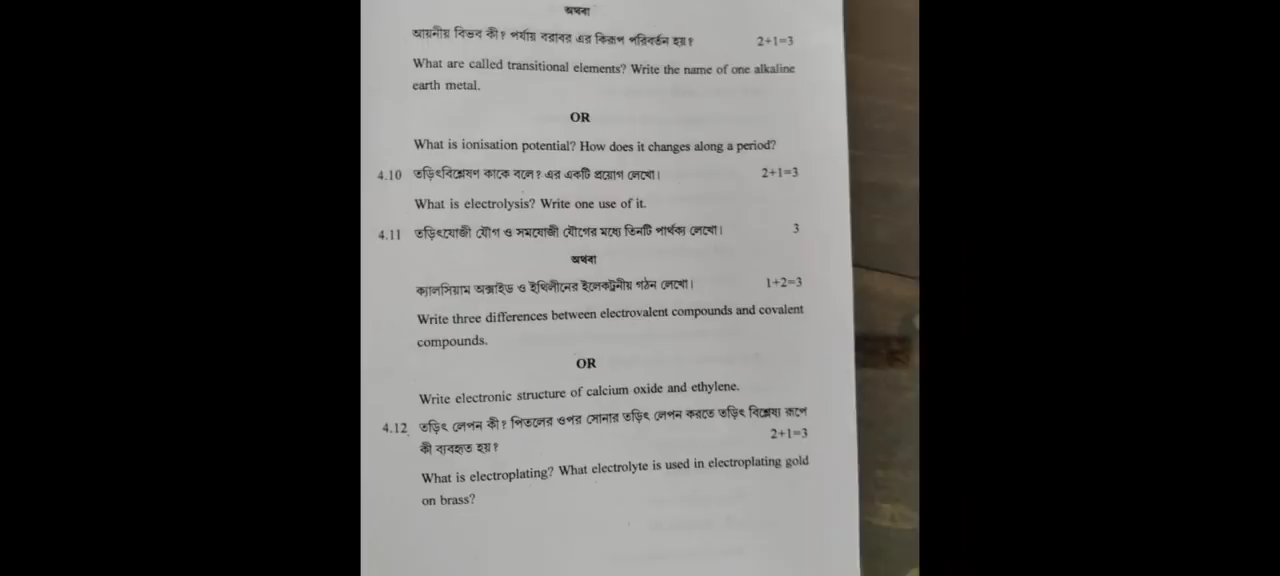 অথবা
আয়নীয় বিভব কী? পর্যায় বরাবর এর কিরূপ পরিবর্তন হয়? 2+1=3
What are called transitional elements? Write the name of one alkaline
earth metal.
OR
What is ionisation potential? How does it changes along a period?
4.10 তড়িৎবিশ্লেষণ কাকে বলে? এর একটি প্রয়োগ লেখো। 2+1=3
What is electrolysis? Write one use of it.
4.11 তড়িৎযোজী যৌগ ও সমযোজী যৌগের মধ্যে তিনটি পার্থক্য লেখো। 3
অথবা
ক্যালসিয়াম অক্সাইড ও ইথিলীনের ইলেকট্রনীয় গঠন লেখো। 1+2=3
Write three differences between electrovalent compounds and covalent
compounds.
OR
Write electronic structure of calcium oxide and ethylene.
4.12 তড়িৎ লেপন কী? পিতলের ওপর সোনার তড়িৎ লেপন করতে তড়িৎ বিশ্লেষ্য রূপে
কী ব্যবহৃত হয়? 2+1=3
What is electroplating? What electrolyte is used in electroplating gold
on brass?